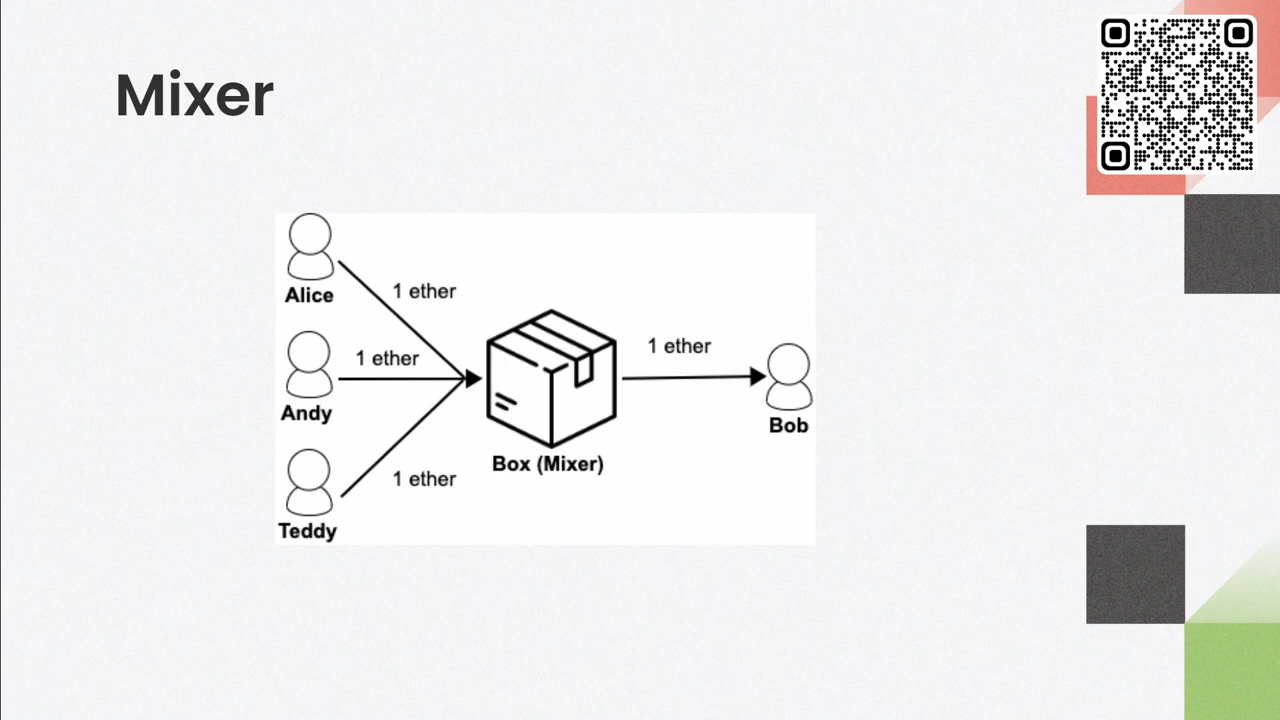 Mixer
Alice
1 ether
Andy
1 ether
Teddy
1 ether
Box (Mixer)
1 ether
Bob